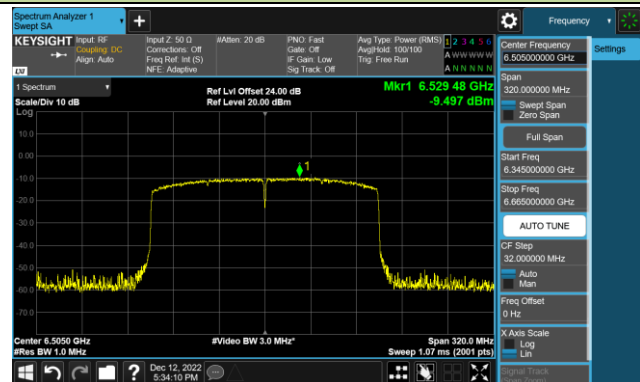 Spectrum Analyzer 1
Swept SA
Frequency
KEYSIGHT
Input: RF
Coupling: DC
Align: Auto
Input Z: 50 Ω
Corrections: Off
Freq Ref: Int (S)
NFE: Adaptive
#Atten: 20 dB
PNO: Fast
Gate: Off
IF Gain: Low
Sig Track: Off
Avg Type: Power (RMS)
Avg|Hold: 100/100
Trig: Free Run
1 2 3 4 5 6
A W W W W W
A N N N N N
LXI
1 Spectrum
Scale/Div 10 dB
Log
Ref Lvl Offset 24.00 dB
Ref Level 20.00 dBm
Mkr1 6.529 48 GHz
-9.497 dBm
10.0
0.00
-10.0
-20.0
-30.0
-40.0
-50.0
-60.0
-70.0
1
Center 6.5050 GHz
#Res BW 1.0 MHz
#Video BW 3.0 MHz*
Span 320.0 MHz
Sweep 1.07 ms (2001 pts)
Center Frequency
6.505000000 GHz
Settings
Span
320.000000 MHz
Swept Span
Zero Span
Full Span
Start Freq
6.345000000 GHz
Stop Freq
6.665000000 GHz
AUTO TUNE
CF Step
32.000000 MHz
Auto
Man
Freq Offset
0 Hz
X Axis Scale
Log
Lin
Signal Track
(Span Zoom)
Dec 12, 2022
5:34:10 PM